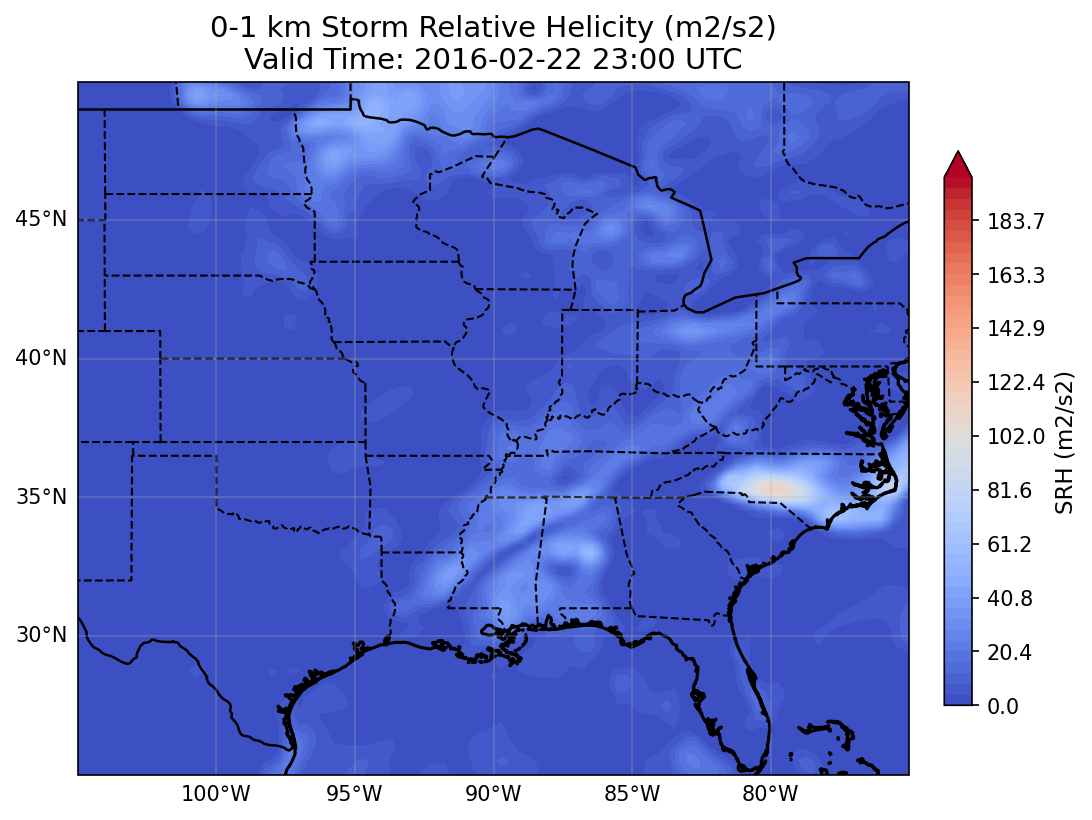 0-1 km Storm Relative Helicity (m2/s2)
Valid Time: 2016-02-22 23:00 UTC
45°N
40°N
35°N
30°N
100°W
95°W
90°W
85°W
80°W
183.7
163.3
142.9
122.4
102.0
81.6
61.2
40.8
20.4
0.0
SRH (m2/s2)